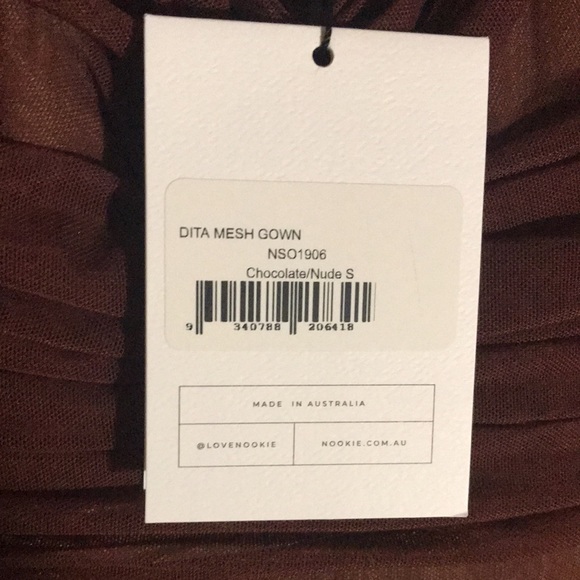 DITA MESH GOWN
NSO1906
Chocolate/Nude S
9 340788 206418
MADE IN AUSTRALIA
@LOVENOOKIE
NOOKIE.COM.AU